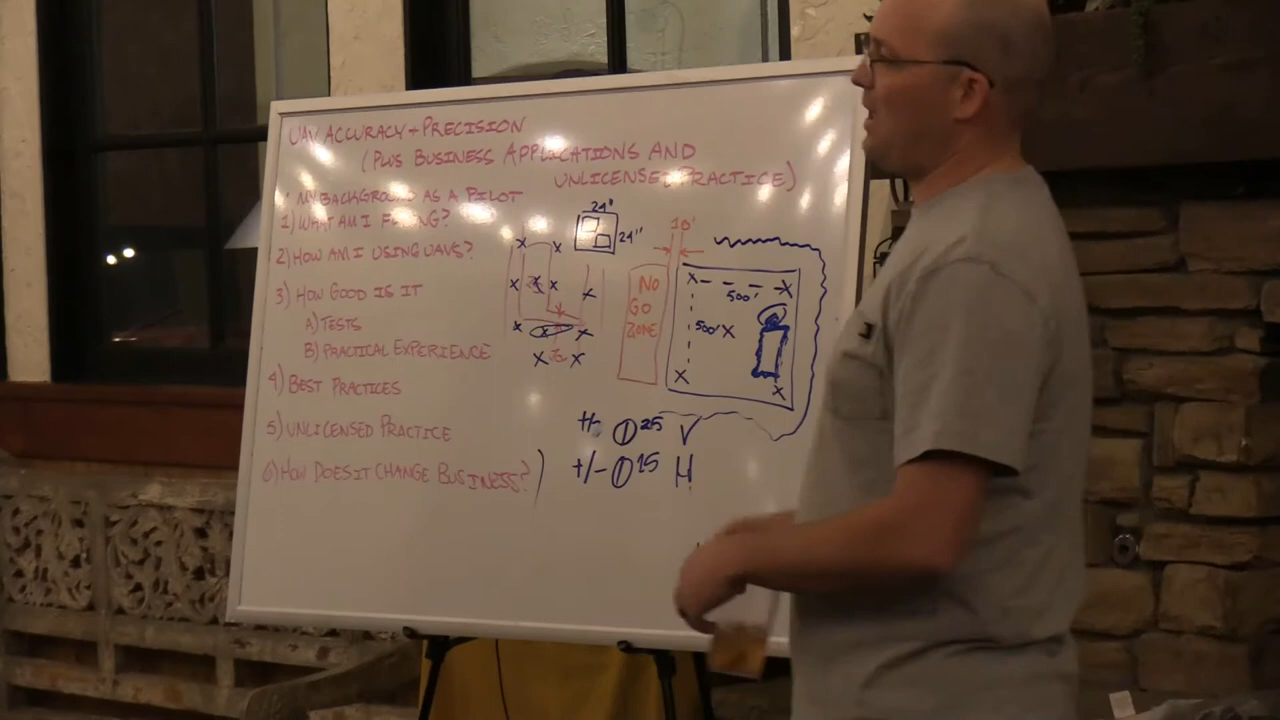 UAV ACCURACY + PRECISION
(PLUS BUSINESS APPLICATIONS AND
UNLICENSED PRACTICE)
MY BACKGROUND AS A PILOT
1) WHAT AM I FLYING?
2) HOW AM I USING UAVS?
3) HOW GOOD IS IT
A) TESTS
B) PRACTICAL EXPERIENCE
4) BEST PRACTICES
5) UNLICENSED PRACTICE
6) HOW DOES IT CHANGE BUSINESS?)
24"
24"
10'
NO
GO
ZONE
500'
500'
+/- 0 25 V
+/- 0 15 H